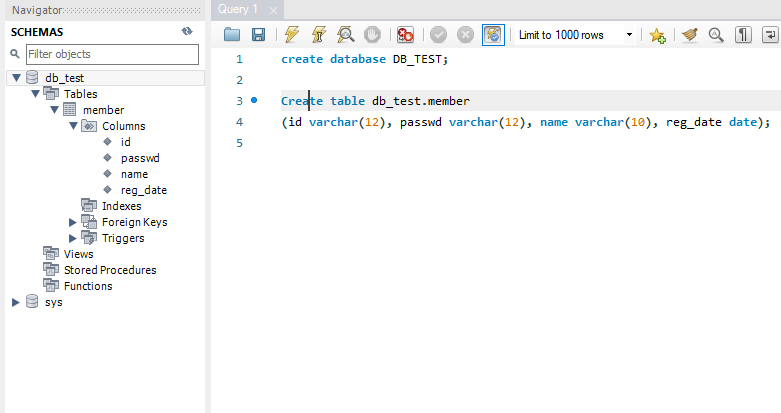 Navigator
SCHEMAS
Filter objects
db_test
Tables
member
Columns
id
passwd
name
reg_date
Indexes
Foreign Keys
Triggers
Views
Stored Procedures
Functions
sys
Query 1
Limit to 1000 rows
1 create database DB_TEST;
2
3 Create table db_test.member
4 (id varchar(12), passwd varchar(12), name varchar(10), reg_date date);
5